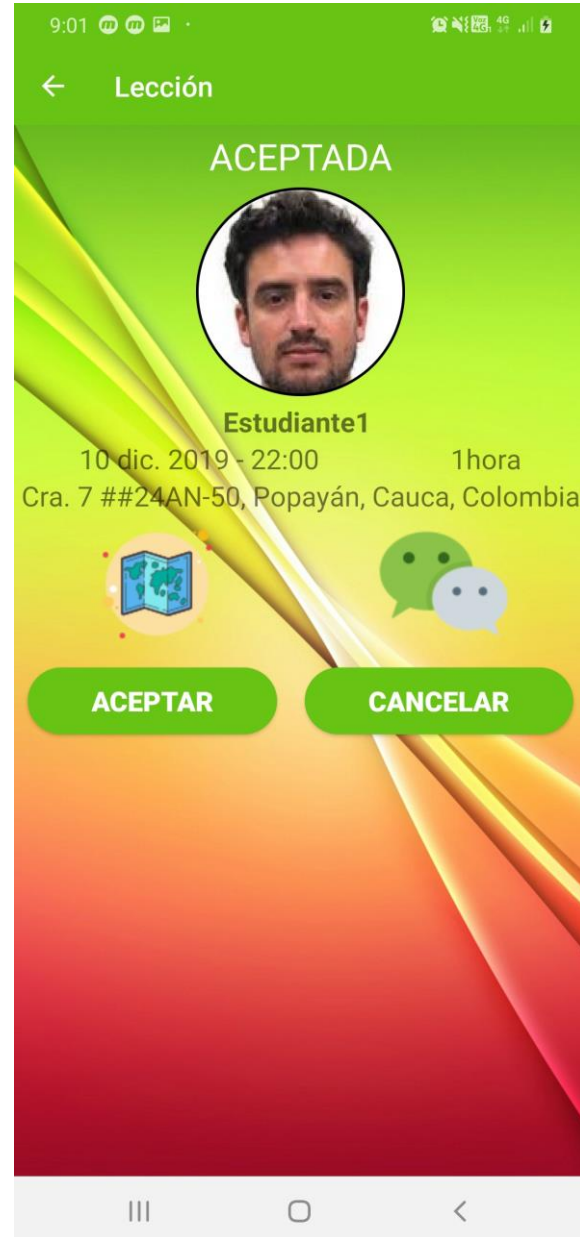 9:01
4G
Lección
ACEPTADA
Estudiante1
10 dic. 2019 - 22:00 1hora
Cra. 7 ##24AN-50, Popayán, Cauca, Colombia
ACEPTAR CANCELAR